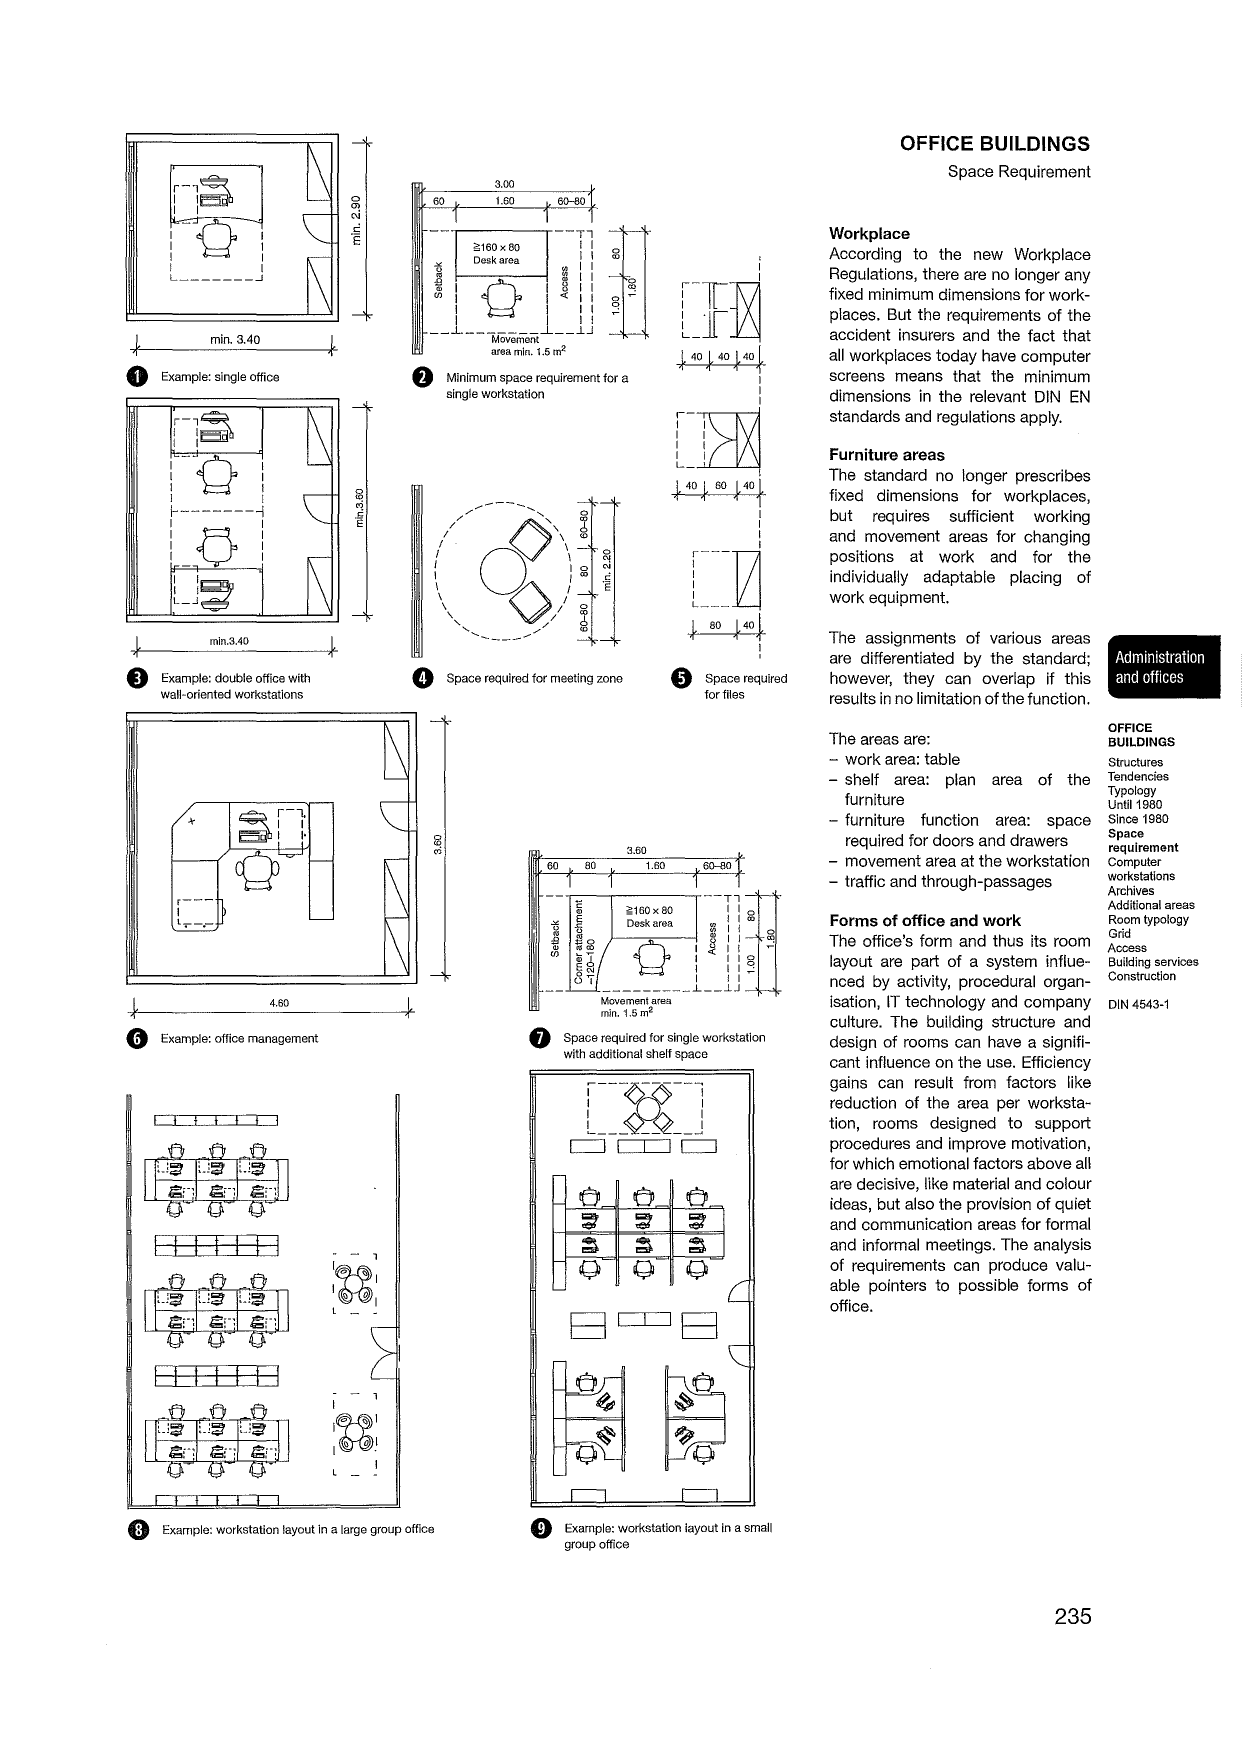 OFFICE BUILDINGS
Space Requirement
min. 2.90
min. 3.40
1 Example: single office
3.00
60 1.60 60–80
≧160 x 80
Desk area
Setback
Access
80
1.00
1.80
Movement
area min. 1.5 m²
2 Minimum space requirement for a
single workstation
min.3.60
min.3.40
3 Example: double office with
wall-oriented workstations
60–80
80
60–80
min. 2.20
4 Space required for meeting zone
40 40 40
40 60 40
80 40
5 Space required
for files
3.60
4.60
6 Example: office management
3.60
60 80 1.60 60–80
≧160 x 80
Desk area
Setback
Corner attachment
–120–180
Access
80
1.00
1.80
Movement area
min. 1.5 m²
7 Space required for single workstation
with additional shelf space
8 Example: workstation layout in a large group office
9 Example: workstation layout in a small
group office
Workplace
According to the new Workplace
Regulations, there are no longer any
fixed minimum dimensions for work-
places. But the requirements of the
accident insurers and the fact that
all workplaces today have computer
screens means that the minimum
dimensions in the relevant DIN EN
standards and regulations apply.
Furniture areas
The standard no longer prescribes
fixed dimensions for workplaces,
but requires sufficient working
and movement areas for changing
positions at work and for the
individually adaptable placing of
work equipment.
The assignments of various areas
are differentiated by the standard;
however, they can overlap if this
results in no limitation of the function.
The areas are:
– work area: table
– shelf area: plan area of the
furniture
– furniture function area: space
required for doors and drawers
– movement area at the workstation
– traffic and through-passages
Forms of office and work
The office's form and thus its room
layout are part of a system influe-
nced by activity, procedural organ-
isation, IT technology and company
culture. The building structure and
design of rooms can have a signifi-
cant influence on the use. Efficiency
gains can result from factors like
reduction of the area per worksta-
tion, rooms designed to support
procedures and improve motivation,
for which emotional factors above all
are decisive, like material and colour
ideas, but also the provision of quiet
and communication areas for formal
and informal meetings. The analysis
of requirements can produce valu-
able pointers to possible forms of
office.
Administration
and offices
OFFICE
BUILDINGS
Structures
Tendencies
Typology
Until 1980
Since 1980
Space
requirement
Computer
workstations
Archives
Additional areas
Room typology
Grid
Access
Building services
Construction
DIN 4543-1
235